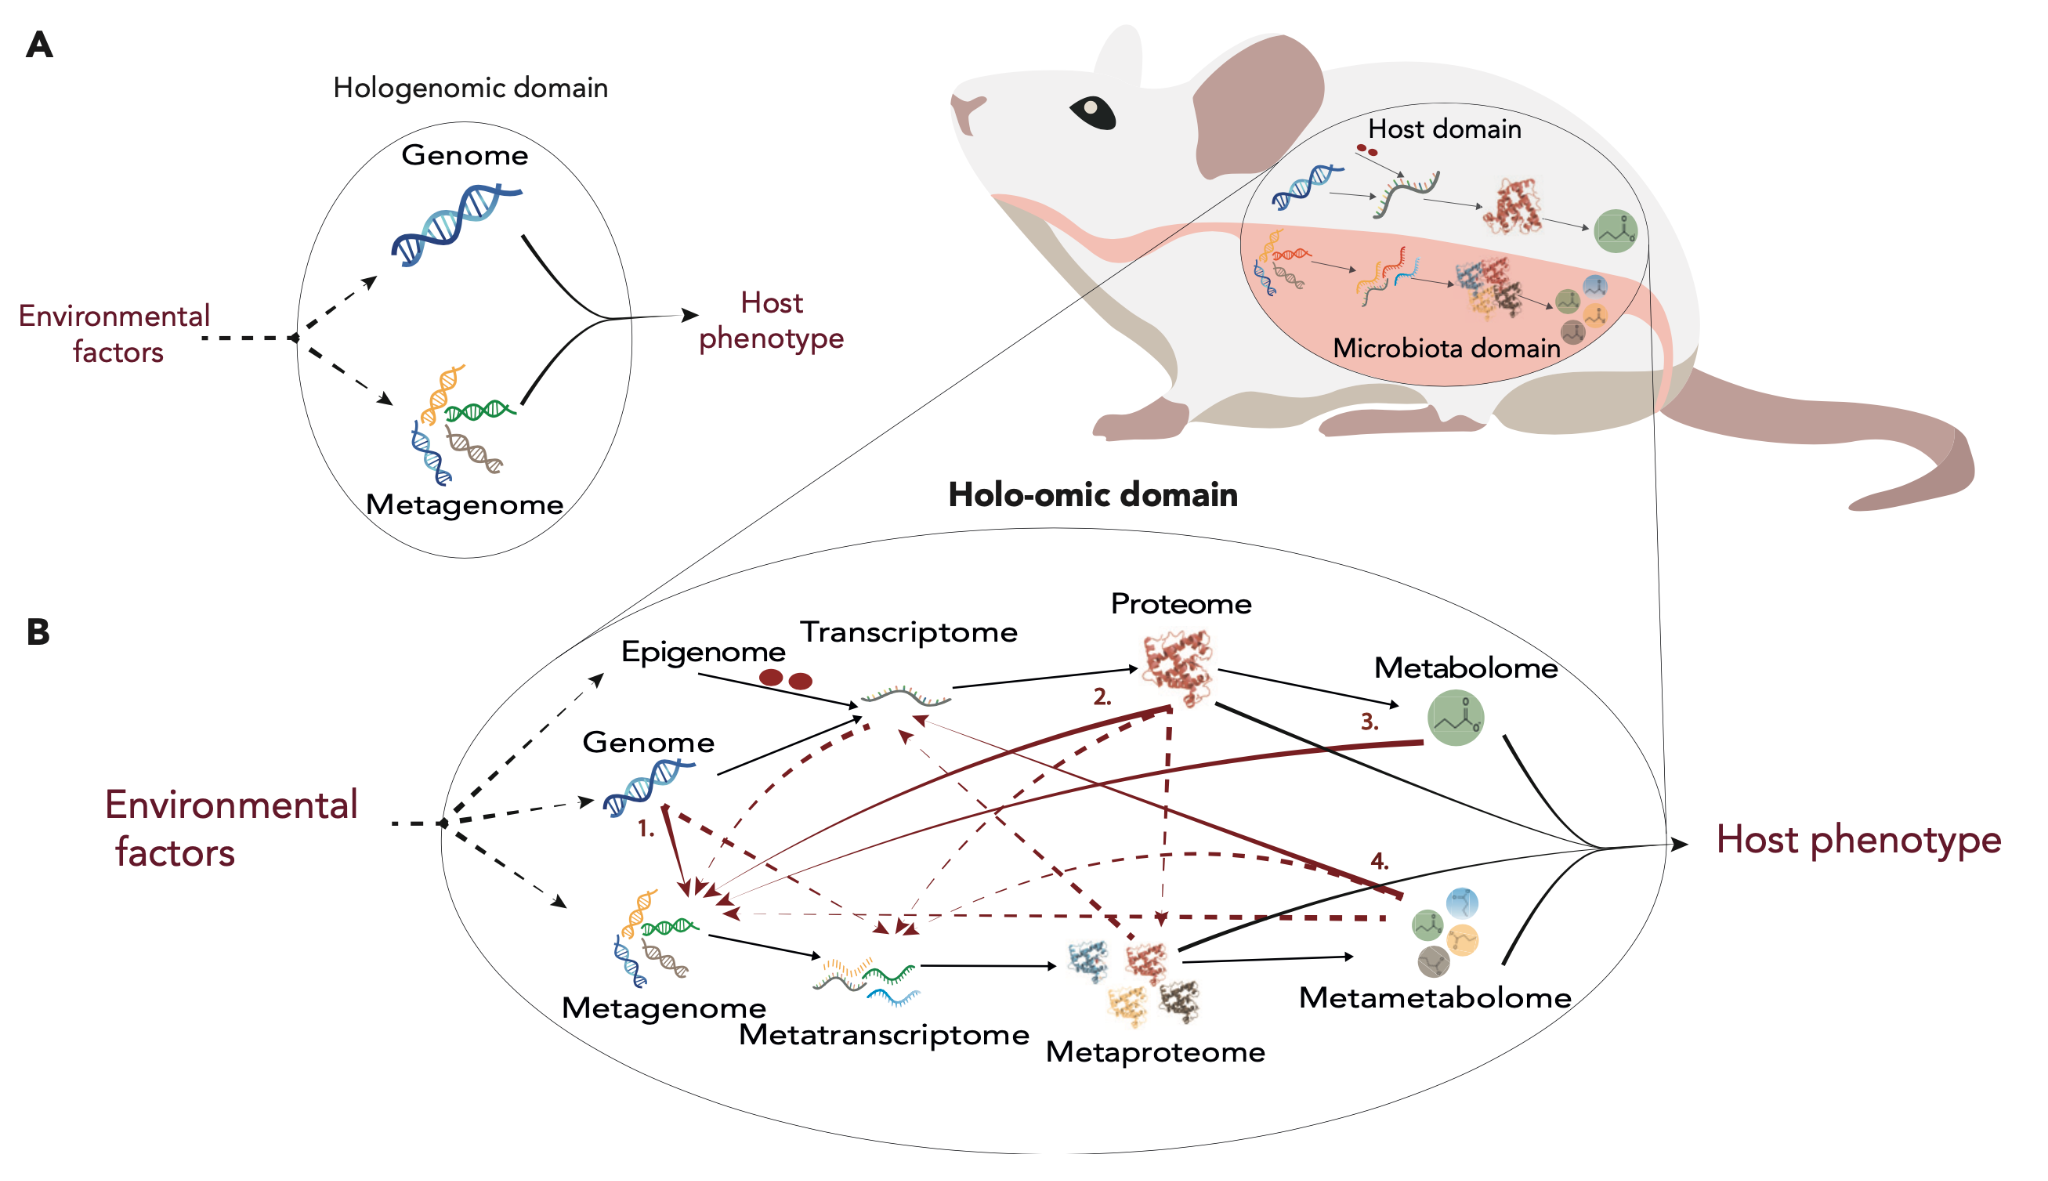 A
Hologenomic domain
Genome
Environmental
factors
Host
phenotype
Metagenome
Host domain
Microbiota domain
Holo-omic domain
B
Proteome
Transcriptome
Epigenome
Metabolome
2.
3.
Genome
1.
Environmental
factors
Host phenotype
4.
Metagenome
Metatranscriptome
Metaproteome
Metametabolome